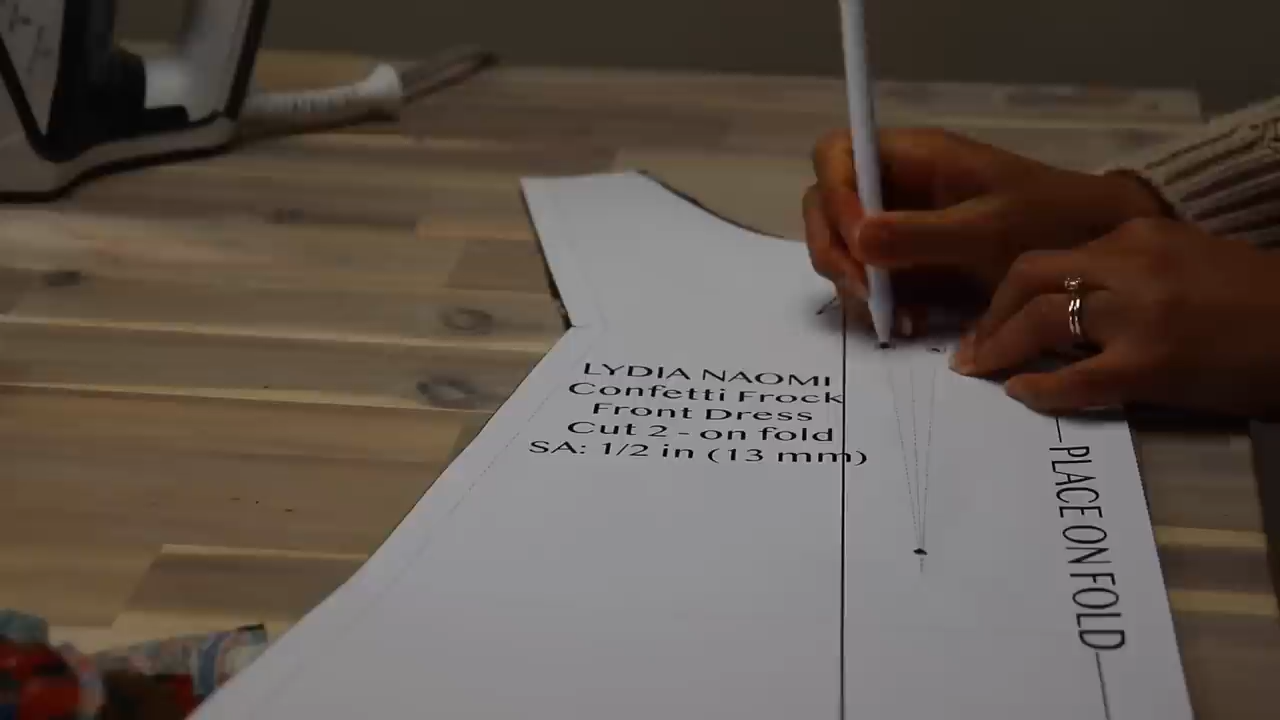 LYDIA NAOMI
Confetti Frock
Front Dress
Cut 2 - on fold
SA: 1/2 in (13 mm)
PLACE ON FOLD